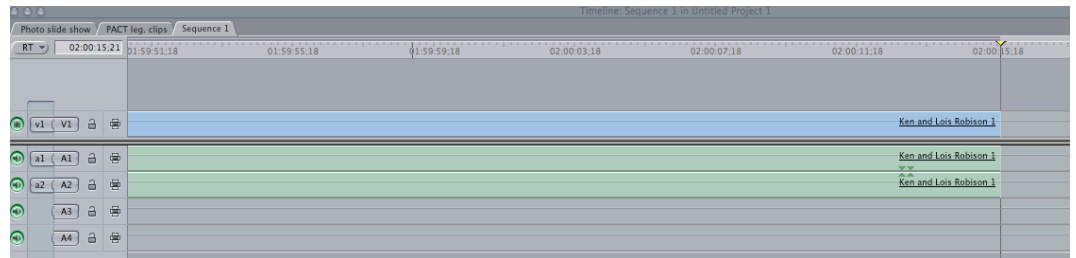 Timeline: Sequence 1 in Untitled Project 1
Photo slide show PACT leg. clips Sequence 1
RT 02:00:15;21 01:59:51;18 01:59:55;18 01:59:59;18 02:00:03;18 02:00:07;18 02:00:11;18 02:00:15;18
v1 V1 Ken and Lois Robison 1
a1 A1 Ken and Lois Robison 1
a2 A2 Ken and Lois Robison 1
A3
A4